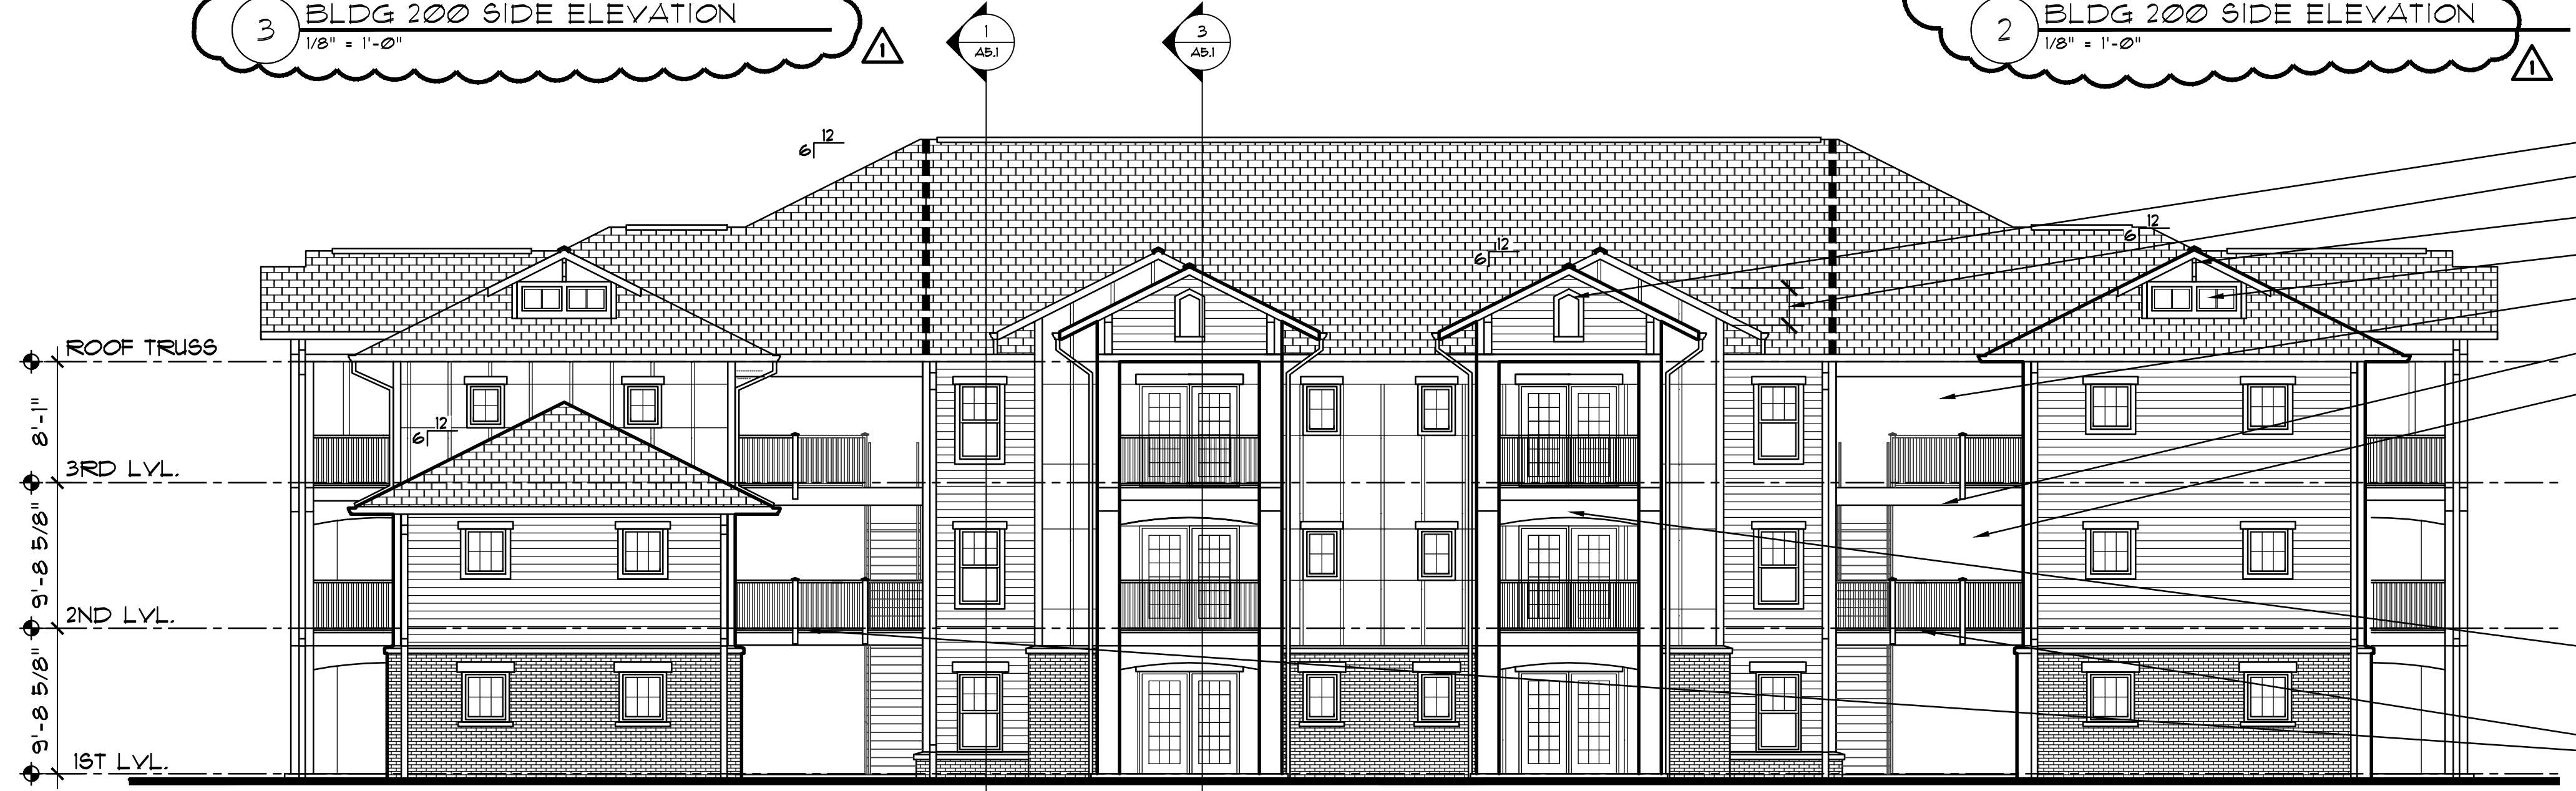 3
BLDG 200 SIDE ELEVATION
1/8" = 1'-0"
1
1
A5.1
3
A5.1
2
BLDG 200 SIDE ELEVATION
1/8" = 1'-0"
1
12
6
12
6
12
6
12
6
ROOF TRUSS
8'-1"
3RD LVL.
9'-8 5/8"
2ND LVL.
9'-8 5/8"
1ST LVL.